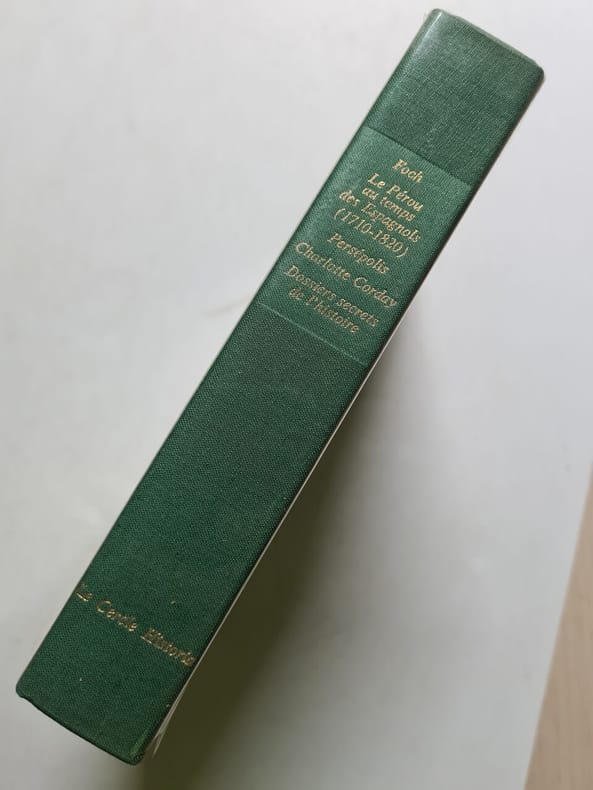 Foch
Le Pérou
au temps
des Espagnols
(1710-1820)
Persépolis
Charlotte Corday
Dossiers secrets
de l'histoire
Le Cercle Historia